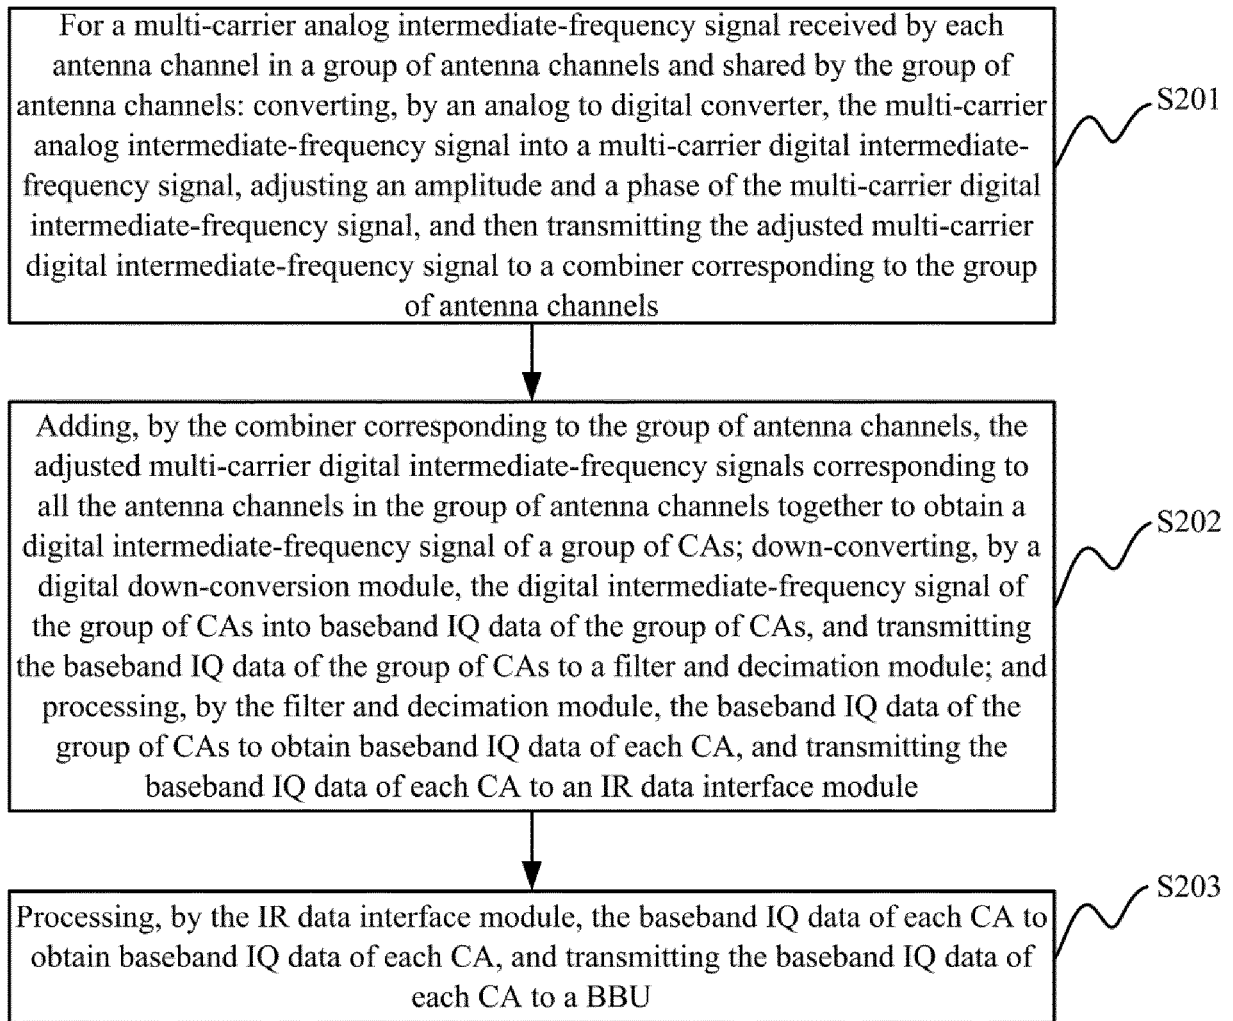 For a multi-carrier analog intermediate-frequency signal received by each
antenna channel in a group of antenna channels and shared by the group of
antenna channels: converting, by an analog to digital converter, the multi-carrier
analog intermediate-frequency signal into a multi-carrier digital intermediate-
frequency signal, adjusting an amplitude and a phase of the multi-carrier digital
intermediate-frequency signal, and then transmitting the adjusted multi-carrier
digital intermediate-frequency signal to a combiner corresponding to the group
of antenna channels
S201
Adding, by the combiner corresponding to the group of antenna channels, the
adjusted multi-carrier digital intermediate-frequency signals corresponding to
all the antenna channels in the group of antenna channels together to obtain a
digital intermediate-frequency signal of a group of CAs; down-converting, by a
digital down-conversion module, the digital intermediate-frequency signal of
the group of CAs into baseband IQ data of the group of CAs, and transmitting
the baseband IQ data of the group of CAs to a filter and decimation module; and
processing, by the filter and decimation module, the baseband IQ data of the
group of CAs to obtain baseband IQ data of each CA, and transmitting the
baseband IQ data of each CA to an IR data interface module
S202
Processing, by the IR data interface module, the baseband IQ data of each CA to
obtain baseband IQ data of each CA, and transmitting the baseband IQ data of
each CA to a BBU
S203